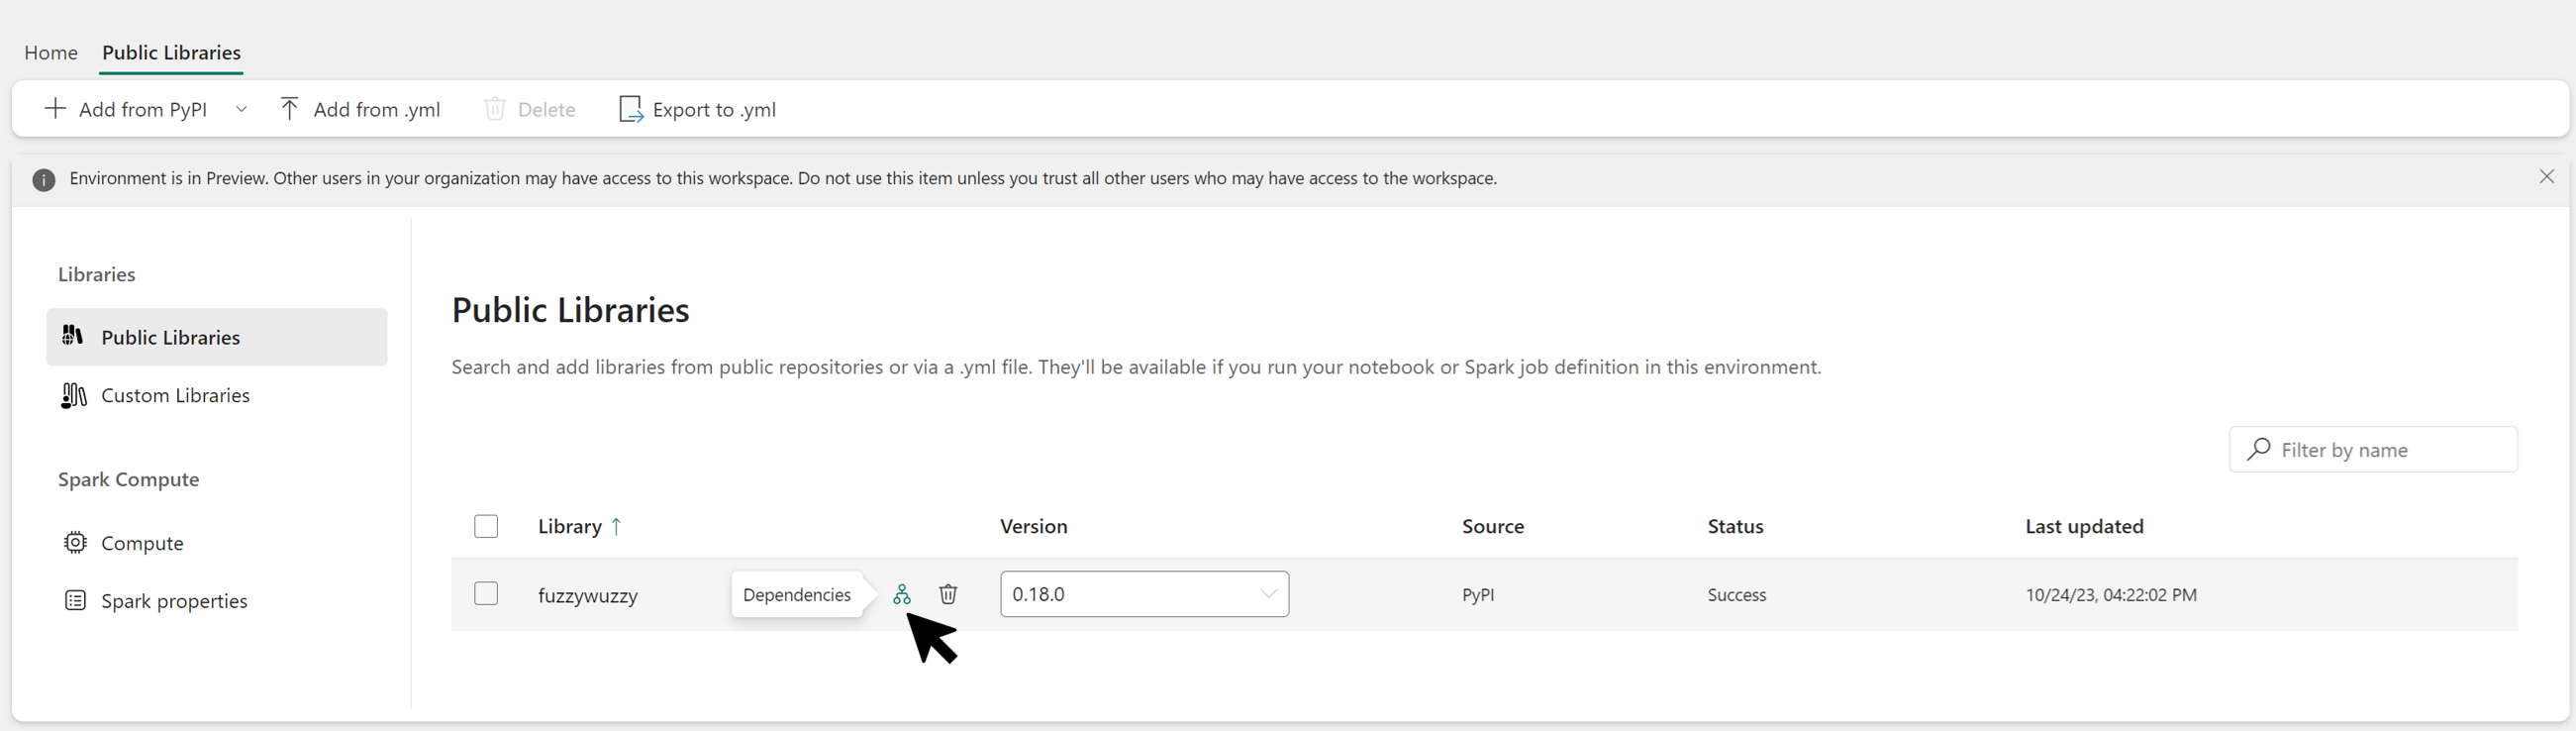 Home Public Libraries
Add from PyPI Add from .yml Delete Export to .yml
Environment is in Preview. Other users in your organization may have access to this workspace. Do not use this item unless you trust all other users who may have access to the workspace.
Libraries
Public Libraries
Custom Libraries
Spark Compute
Compute
Spark properties
Public Libraries
Search and add libraries from public repositories or via a .yml file. They'll be available if you run your notebook or Spark job definition in this environment.
Filter by name
Library Version Source Status Last updated
fuzzywuzzy Dependencies 0.18.0 PyPI Success 10/24/23, 04:22:02 PM